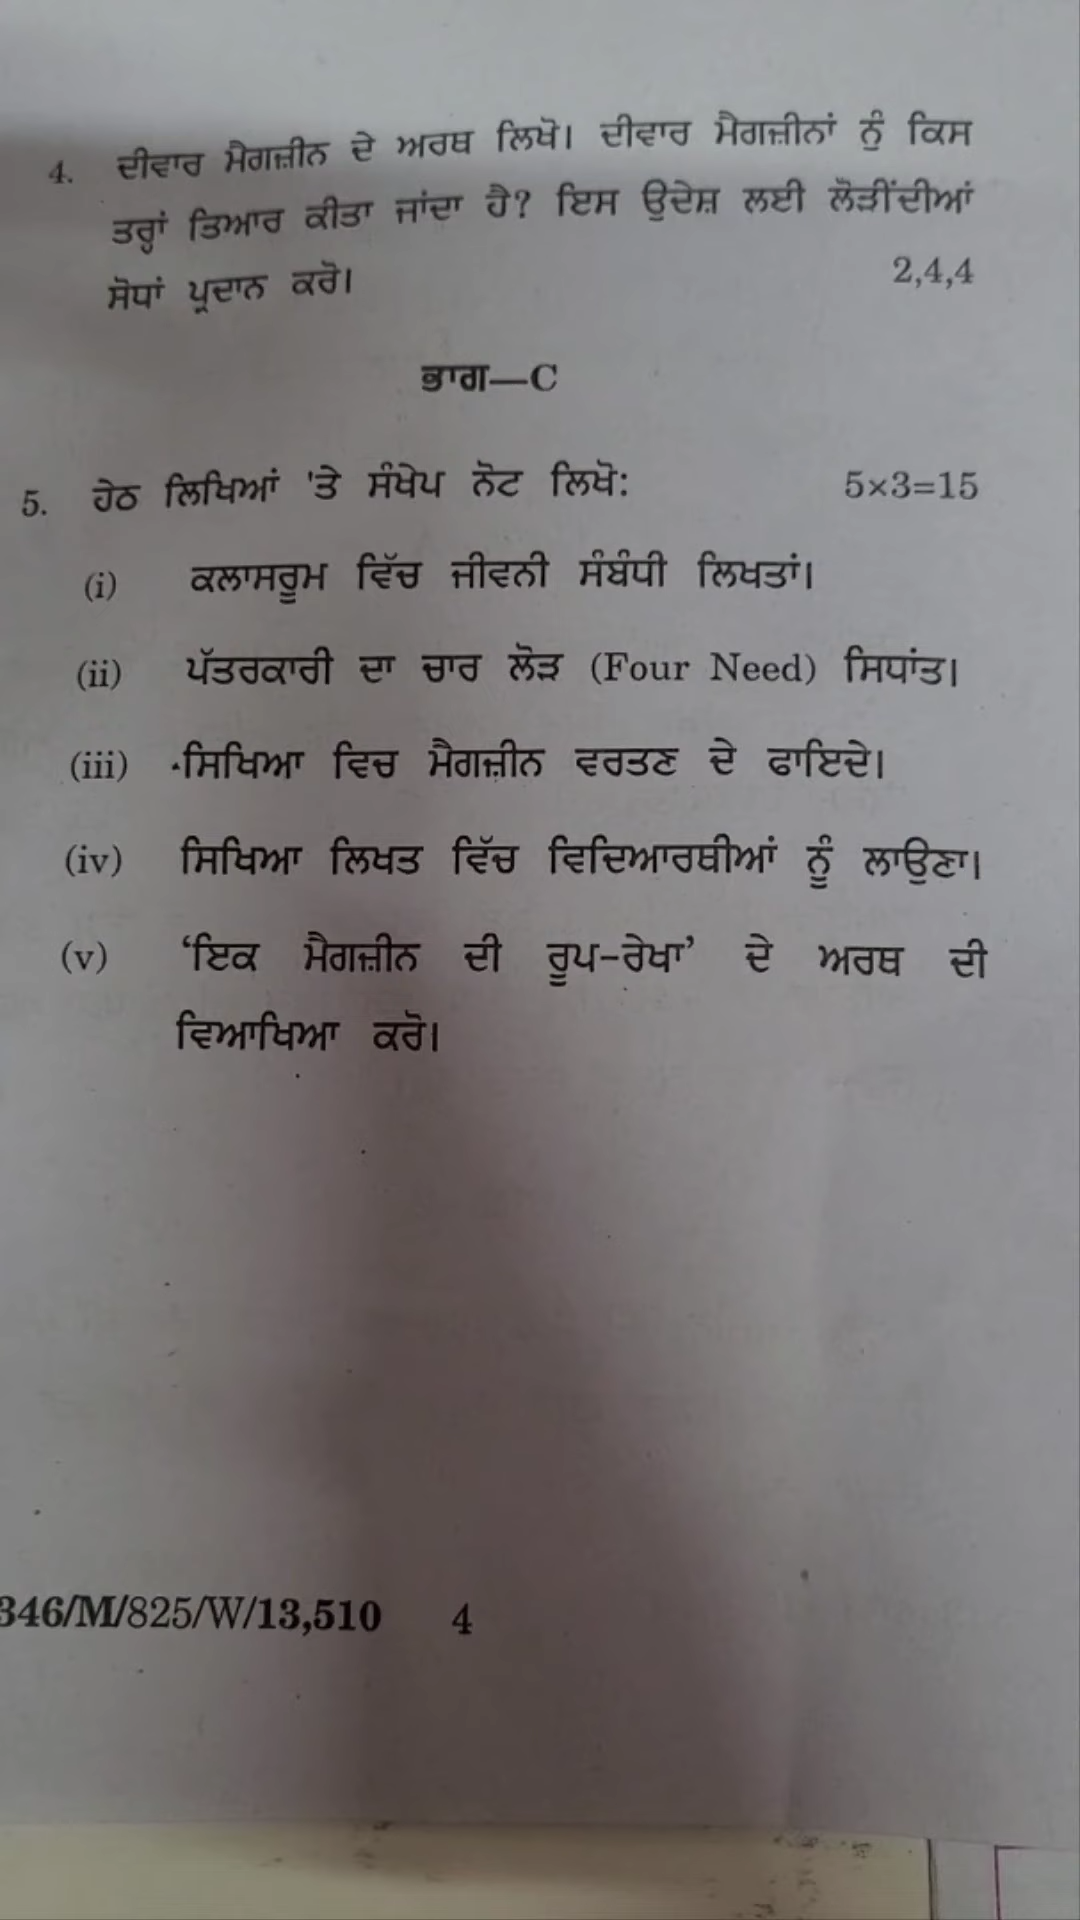 4. ਦੀਵਾਰ ਮੈਗਜ਼ੀਨ ਦੇ ਅਰਥ ਲਿਖੋ। ਦੀਵਾਰ ਮੈਗਜ਼ੀਨਾਂ ਨੂੰ ਕਿਸ
ਤਰ੍ਹਾਂ ਤਿਆਰ ਕੀਤਾ ਜਾਂਦਾ ਹੈ? ਇਸ ਉਦੇਸ਼ ਲਈ ਲੋੜੀਂਦੀਆਂ
ਸੋਧਾਂ ਪ੍ਰਦਾਨ ਕਰੋ। 2,4,4
ਭਾਗ—C
5. ਹੇਠ ਲਿਖਿਆਂ 'ਤੇ ਸੰਖੇਪ ਨੋਟ ਲਿਖੋ: 5×3=15
(i) ਕਲਾਸਰੂਮ ਵਿੱਚ ਜੀਵਨੀ ਸੰਬੰਧੀ ਲਿਖਤਾਂ।
(ii) ਪੱਤਰਕਾਰੀ ਦਾ ਚਾਰ ਲੋੜ (Four Need) ਸਿਧਾਂਤ।
(iii) ਸਿਖਿਆ ਵਿਚ ਮੈਗਜ਼ੀਨ ਵਰਤਣ ਦੇ ਫਾਇਦੇ।
(iv) ਸਿਖਿਆ ਲਿਖਤ ਵਿੱਚ ਵਿਦਿਆਰਥੀਆਂ ਨੂੰ ਲਾਉਣਾ।
(v) ‘ਇਕ ਮੈਗਜ਼ੀਨ ਦੀ ਰੂਪ-ਰੇਖਾ’ ਦੇ ਅਰਥ ਦੀ
ਵਿਆਖਿਆ ਕਰੋ।
346/M/825/W/13,510 4